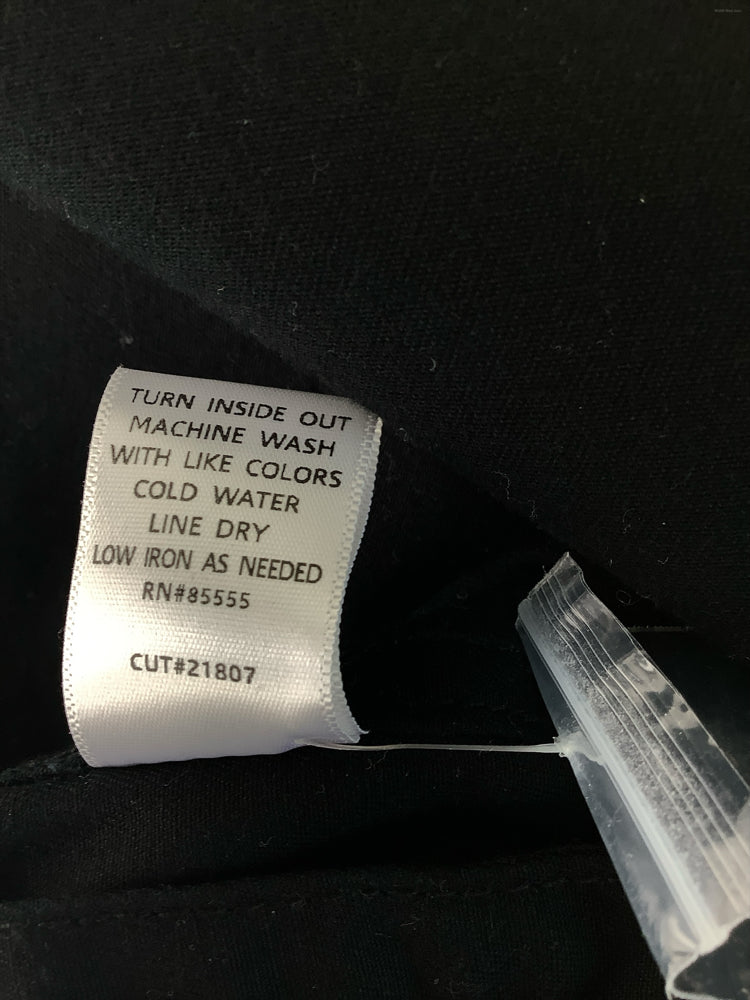 TURN INSIDE OUT
MACHINE WASH
WITH LIKE COLORS
COLD WATER
LINE DRY
LOW IRON AS NEEDED
RN#85555
CUT#21807